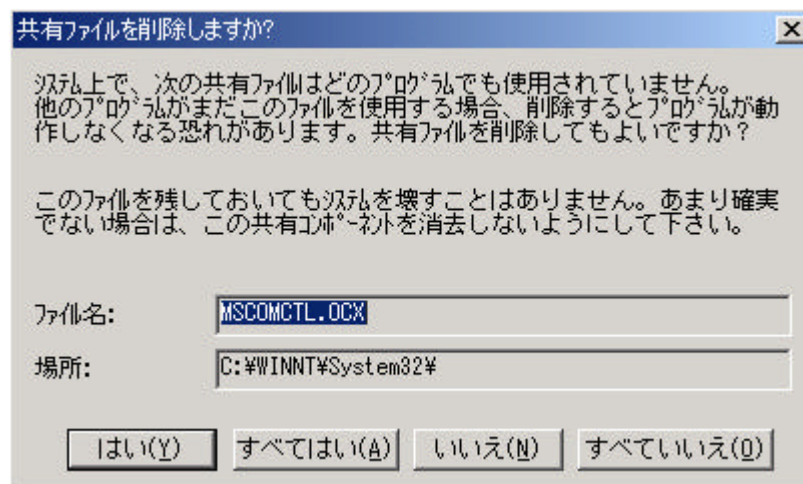 共有ファイルを削除しますか?
ｼｽﾃﾑ上で、次の共有ﾌｧｲﾙはどのﾌﾟﾛｸﾞﾗﾑでも使用されていません。
他のﾌﾟﾛｸﾞﾗﾑがまだこのﾌｧｲﾙを使用する場合、削除するとﾌﾟﾛｸﾞﾗﾑが動
作しなくなる恐れがあります。共有ﾌｧｲﾙを削除してもよいですか？
このﾌｧｲﾙを残しておいてもｼｽﾃﾑを壊すことはありません。あまり確実
でない場合は、この共有ｺﾝﾎﾟｰﾈﾝﾄを消去しないようにして下さい。
ﾌｧｲﾙ名: MSCOMCTL.OCX
場所: C:¥WINNT¥System32¥
はい(Y) すべてはい(A) いいえ(N) すべていいえ(O)